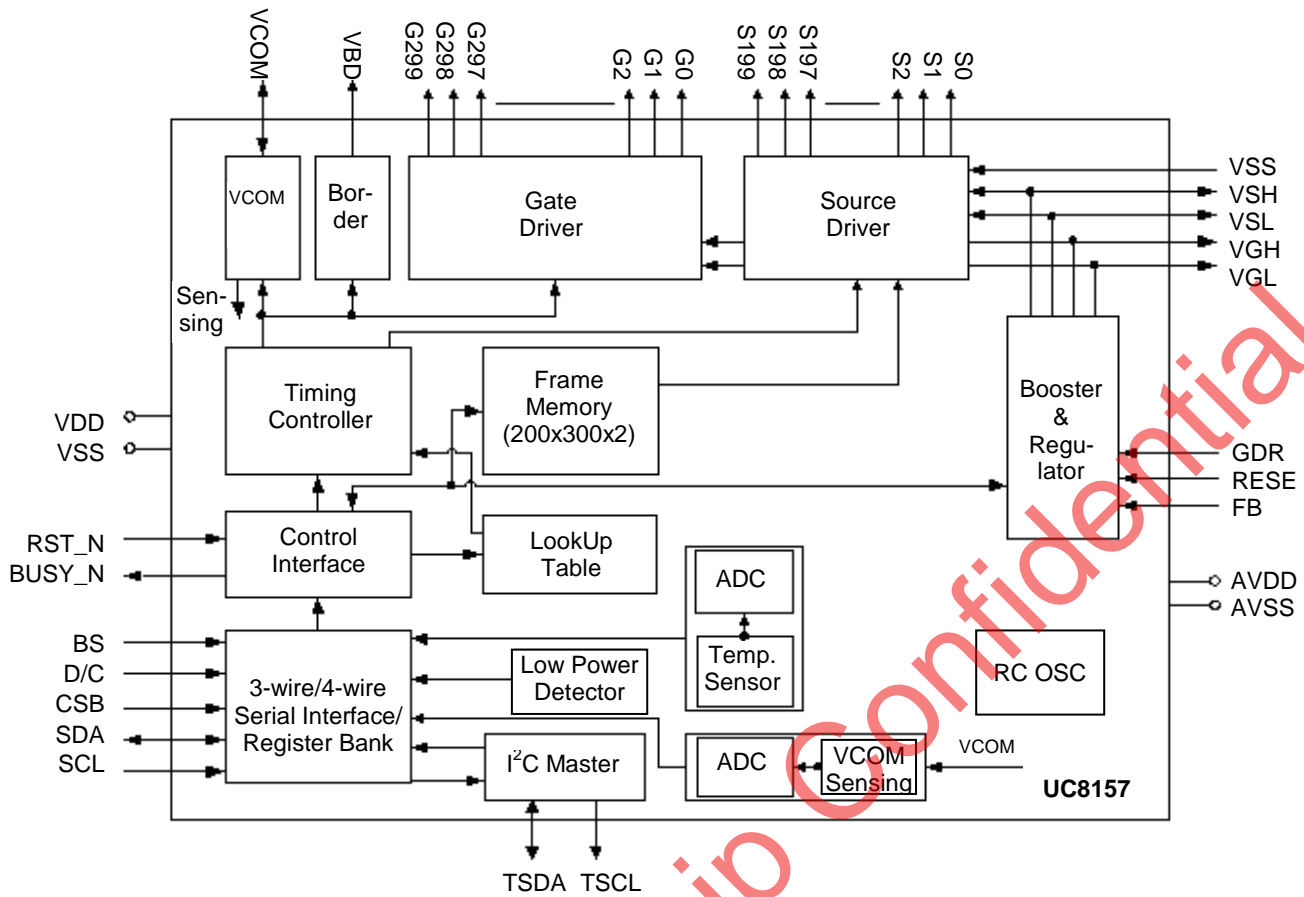 VCOM
VBD
G299
G298
G297
G2
G1
G0
S199
S198
S197
S2
S1
S0
VCOM
Bor-
der
Gate
Driver
Source
Driver
VSS
VSH
VSL
VGH
VGL
Sen-
sing
Timing
Controller
Frame
Memory
(200x300x2)
Booster
&
Regu-
lator
VDD
VSS
GDR
RESE
FB
RST_N
BUSY_N
Control
Interface
LookUp
Table
ADC
Temp.
Sensor
AVDD
AVSS
BS
D/C
CSB
SDA
SCL
3-wire/4-wire
Serial Interface/
Register Bank
Low Power
Detector
RC OSC
I²C Master
ADC
VCOM
Sensing
VCOM
UC8157
TSDA
TSCL
ip Confidential